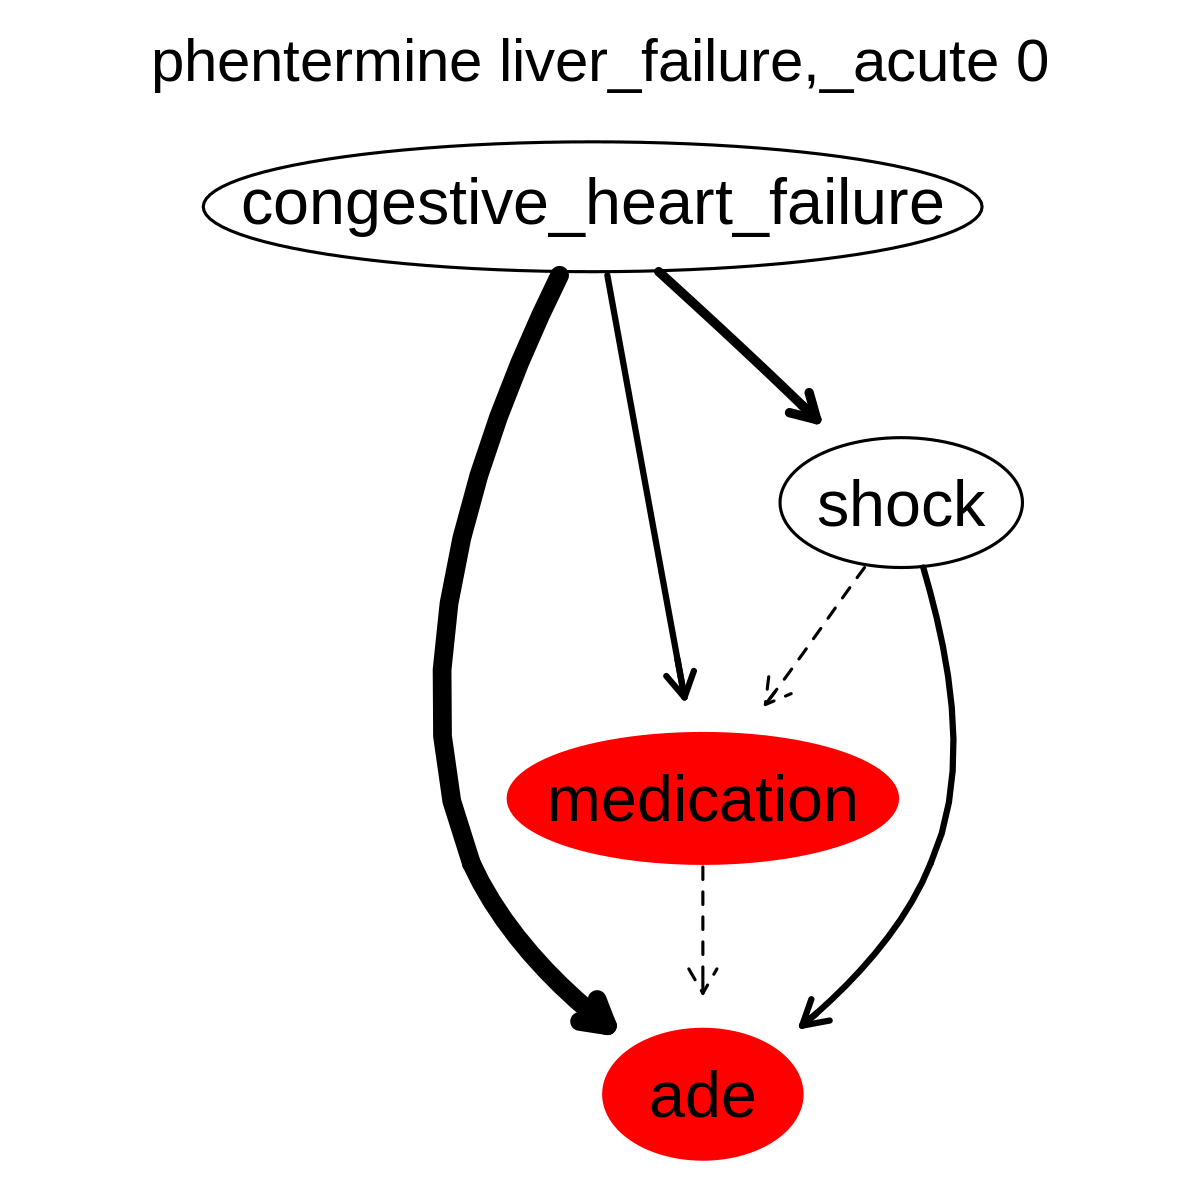 phentermine liver_failure,_acute 0
congestive_heart_failure
shock
medication
ade